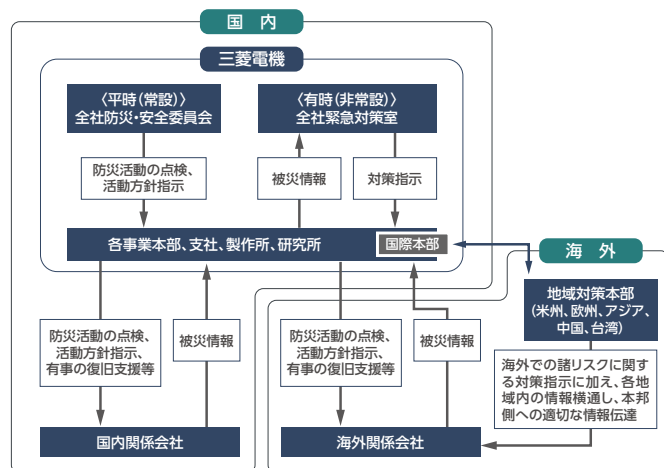 国 内
三菱電機
〈平時(常設)〉
全社防災・安全委員会
〈有時(非常設)〉
全社緊急対策室
防災活動の点検、
活動方針指示
被災情報
対策指示
各事業本部、支社、製作所、研究所
国際本部
海 外
地域対策本部
(米州、欧州、アジア、
中国、台湾)
防災活動の点検、
活動方針指示、
有事の復旧支援等
被災情報
防災活動の点検、
活動方針指示、
有事の復旧支援等
被災情報
海外での諸リスクに関す
る対策指示に加え、各地
域内の情報横通し、本邦
側への適切な情報伝達
国内関係会社
海外関係会社